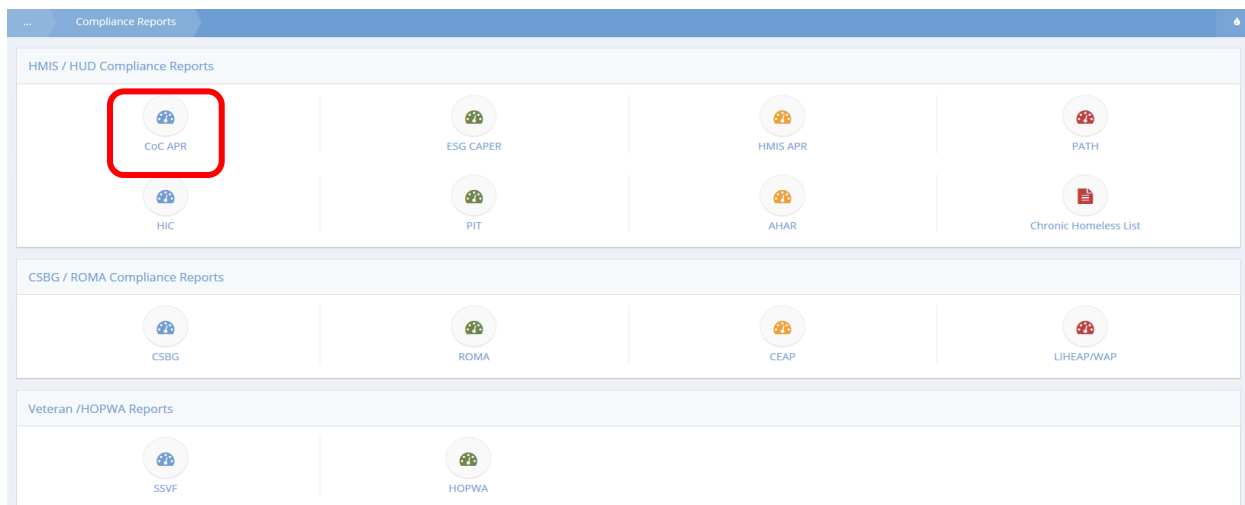 ... Compliance Reports
HMIS / HUD Compliance Reports
CoC APR ESG CAPER HMIS APR PATH
HIC PIT AHAR Chronic Homeless List
CSBG / ROMA Compliance Reports
CSBG ROMA CEAP LIHEAP/WAP
Veteran /HOPWA Reports
SSVF HOPWA